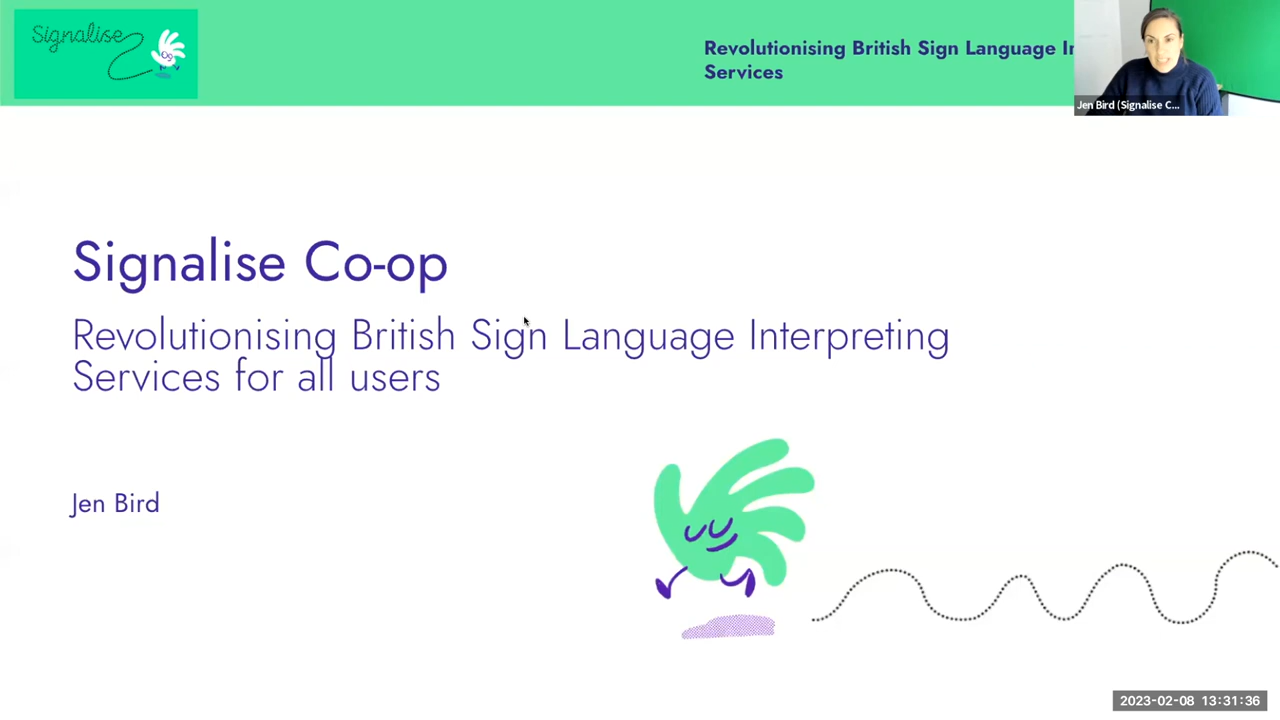 Signalise
Revolutionising British Sign Language
Services
Jen Bird (Signalise C...
Signalise Co-op
Revolutionising British Sign Language Interpreting
Services for all users
Jen Bird
2023-02-08 13:31:36